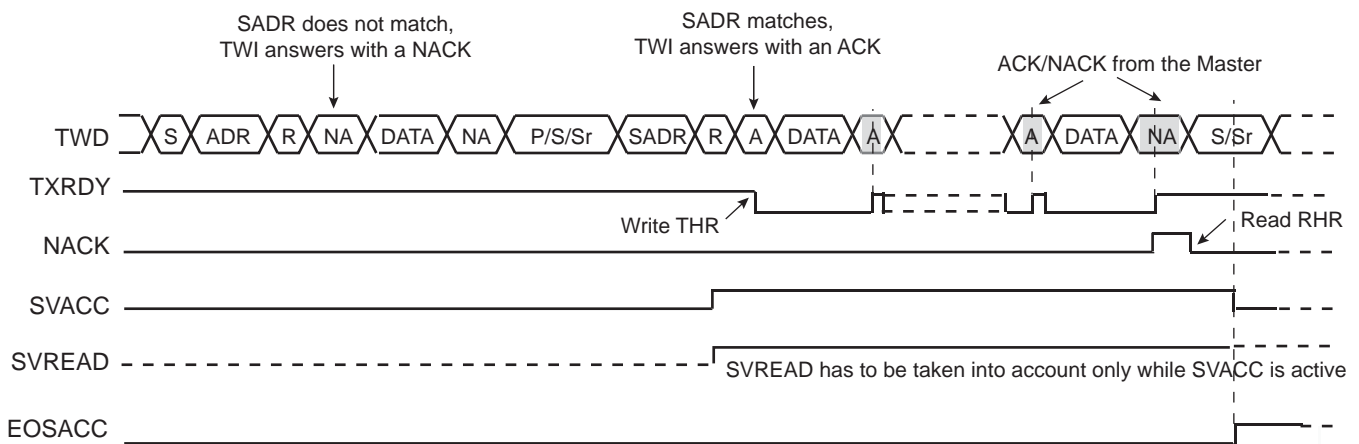 SADR does not match,
TWI answers with a NACK
SADR matches,
TWI answers with an ACK
ACK/NACK from the Master
TWD S ADR R NA DATA NA P/S/Sr SADR R A DATA A A DATA NA S/Sr
TXRDY
Write THR
Read RHR
NACK
SVACC
SVREAD
SVREAD has to be taken into account only while SVACC is active
EOSACC